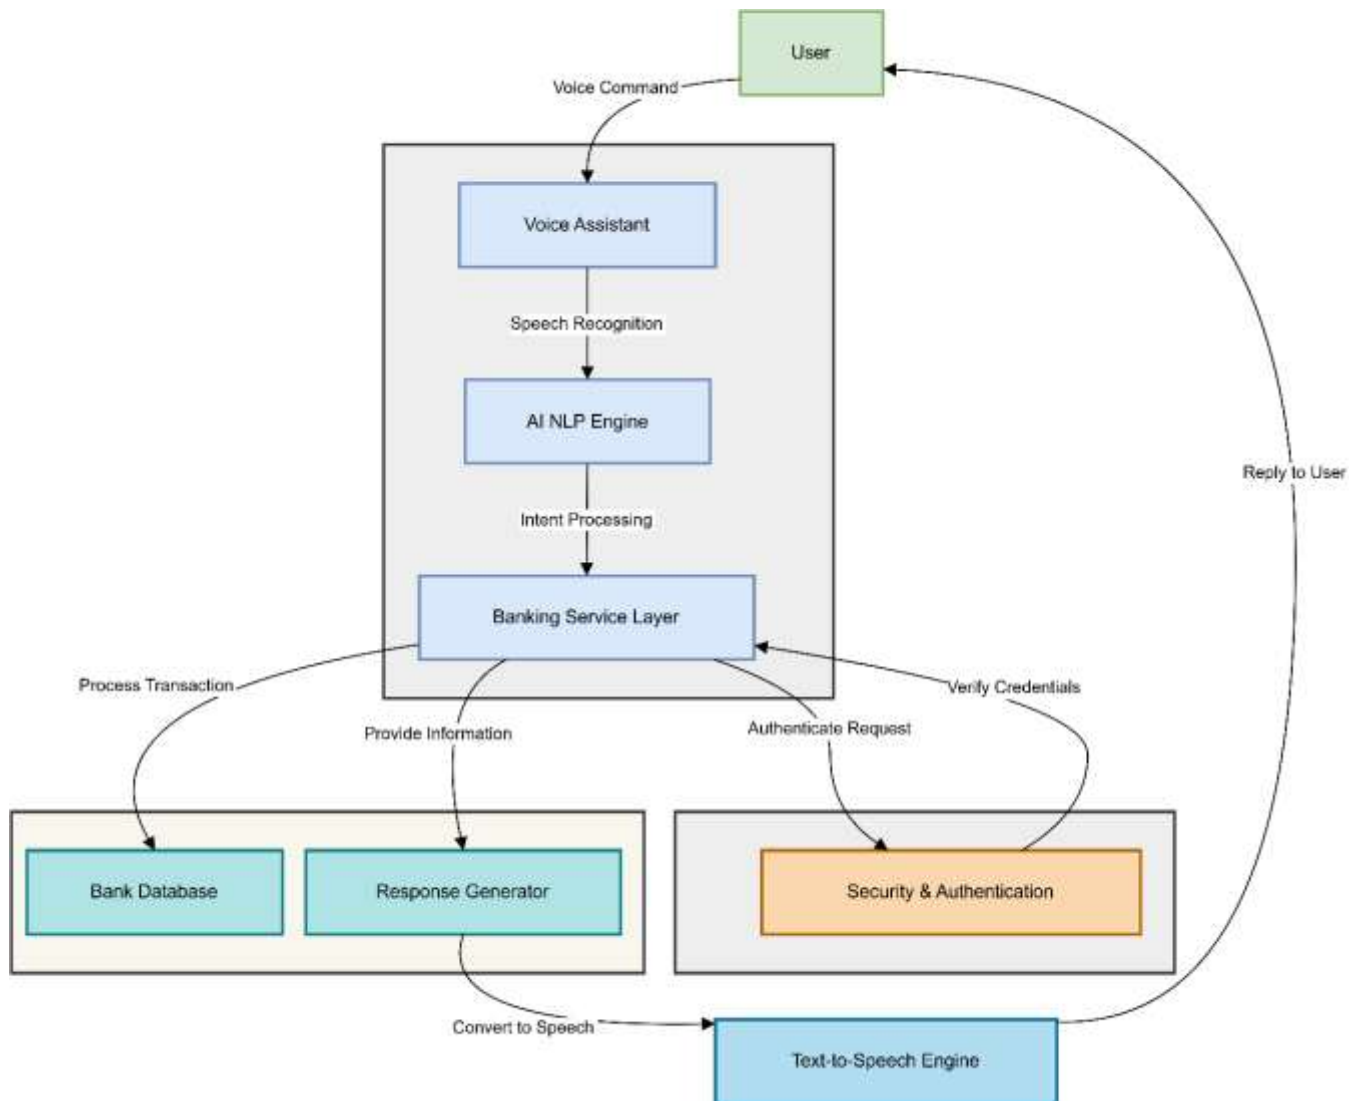 User
Voice Command
Voice Assistant
Speech Recognition
AI NLP Engine
Reply to User
Intent Processing
Banking Service Layer
Process Transaction
Verify Credentials
Provide Information
Authenticate Request
Bank Database
Response Generator
Security & Authentication
Convert to Speech
Text-to-Speech Engine